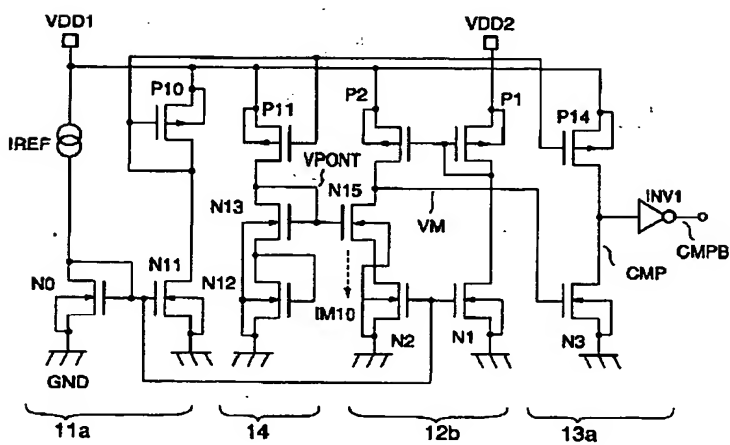 VDD1
VDD2
P10
P11
P2
P1
P14
IREF
VPONT
INV1
N13
N15
VM
CMPB
N12
CMP
N0
N11
IM10
N2
N1
N3
GND
11a
14
12b
13a